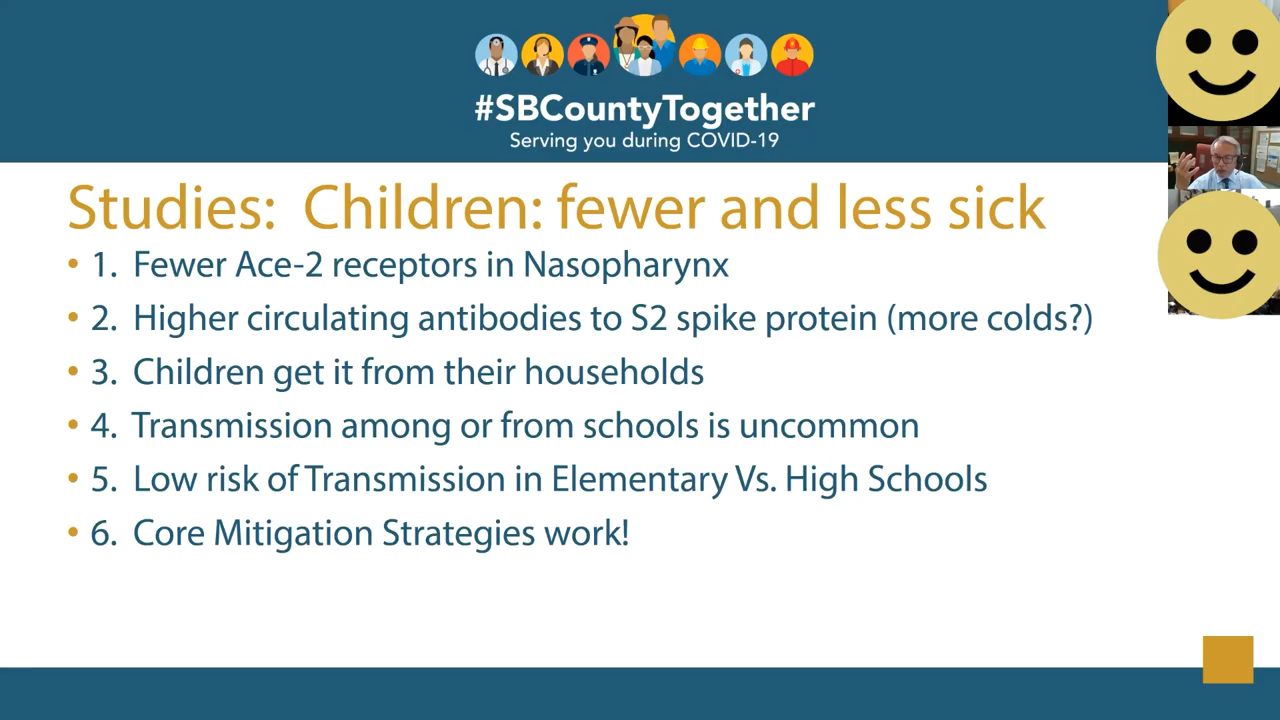 #SBCountyTogether
Serving you during COVID-19
Studies: Children: fewer and less sick
• 1. Fewer Ace-2 receptors in Nasopharynx
• 2. Higher circulating antibodies to S2 spike protein (more colds?)
• 3. Children get it from their households
• 4. Transmission among or from schools is uncommon
• 5. Low risk of Transmission in Elementary Vs. High Schools
• 6. Core Mitigation Strategies work!